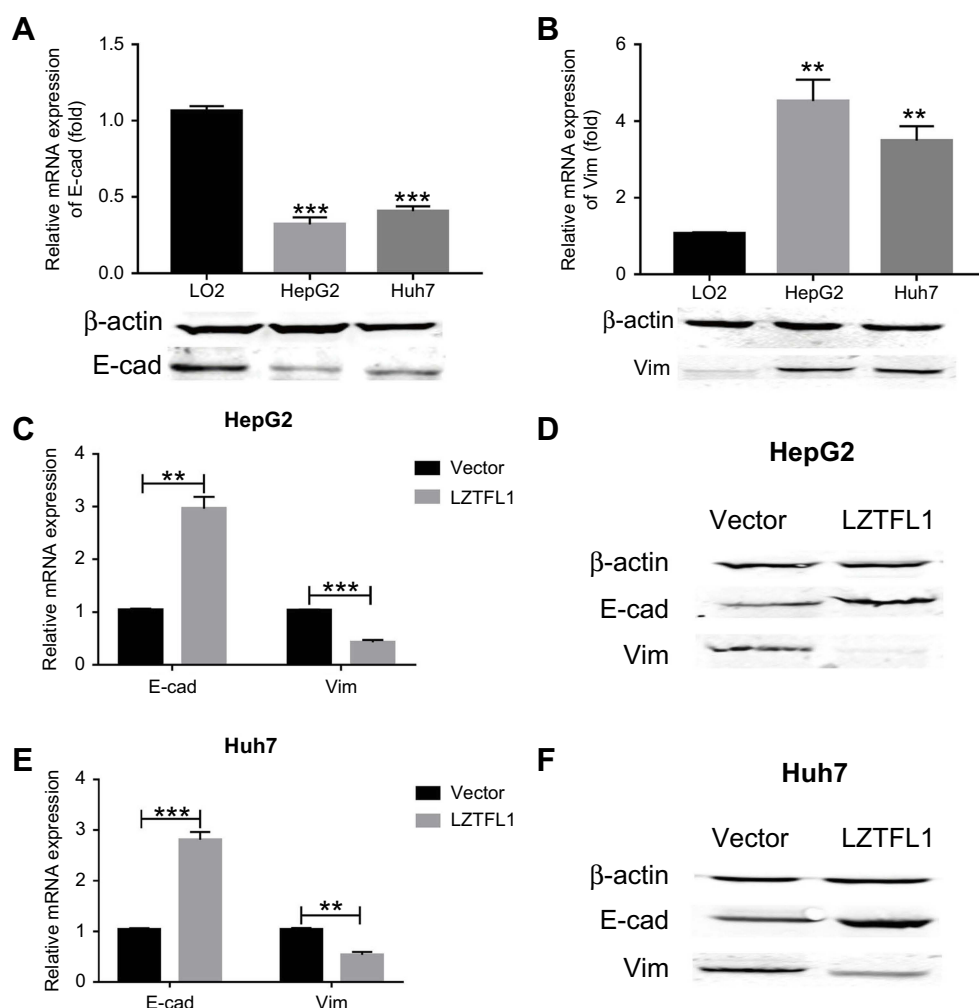 A
Relative mRNA expression
of E-cad (fold)
1.5
1.0
0.5
0.0
***
***
LO2 HepG2 Huh7
β-actin
E-cad
B
Relative mRNA expression
of Vim (fold)
6
4
2
0
**
**
LO2 HepG2 Huh7
β-actin
Vim
C
HepG2
Relative mRNA expression
4
3
2
1
0
**
***
Vector
LZTFL1
E-cad Vim
D
HepG2
Vector LZTFL1
β-actin
E-cad
Vim
E
Huh7
Relative mRNA expression
4
3
2
1
0
***
**
Vector
LZTFL1
E-cad Vim
F
Huh7
Vector LZTFL1
β-actin
E-cad
Vim